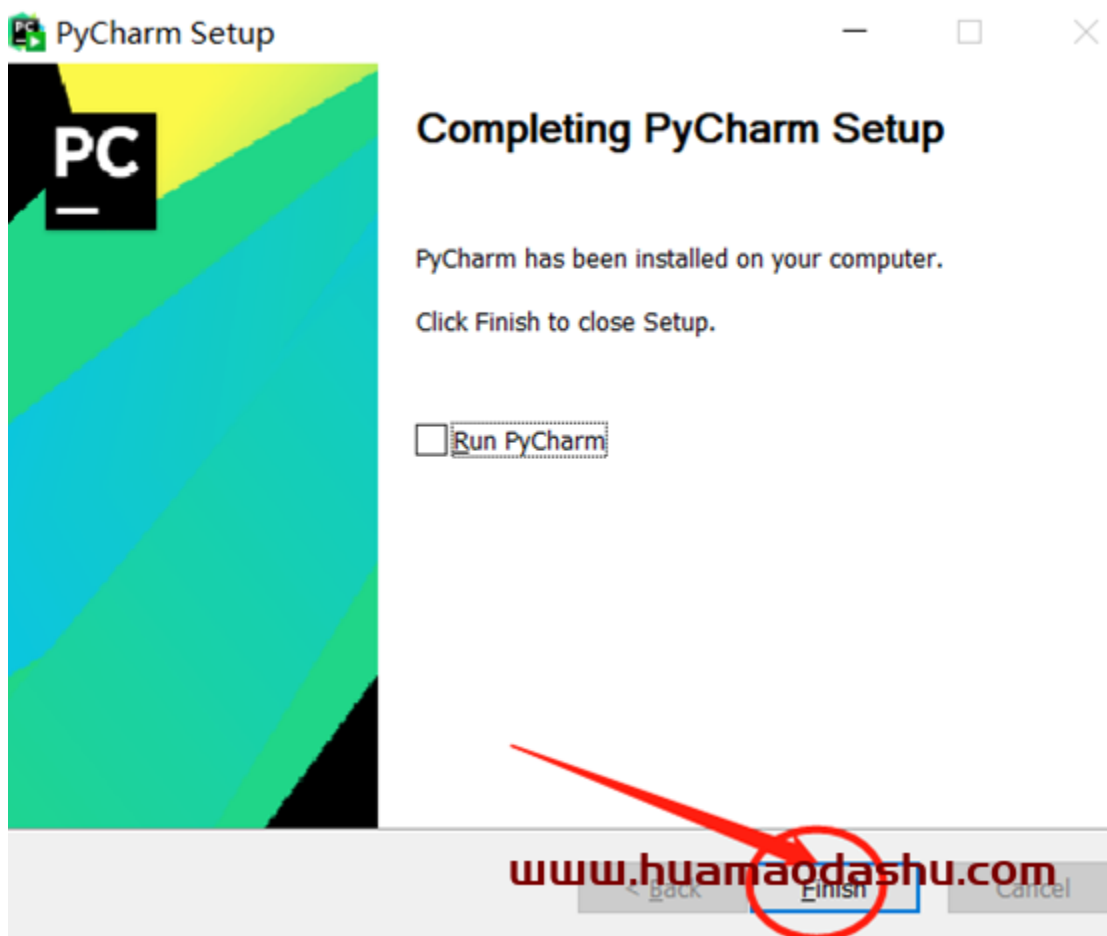 PyCharm Setup
PC
Completing PyCharm Setup
PyCharm has been installed on your computer.
Click Finish to close Setup.
Run PyCharm
www.huamaodashu.com
< Back Finish Cancel